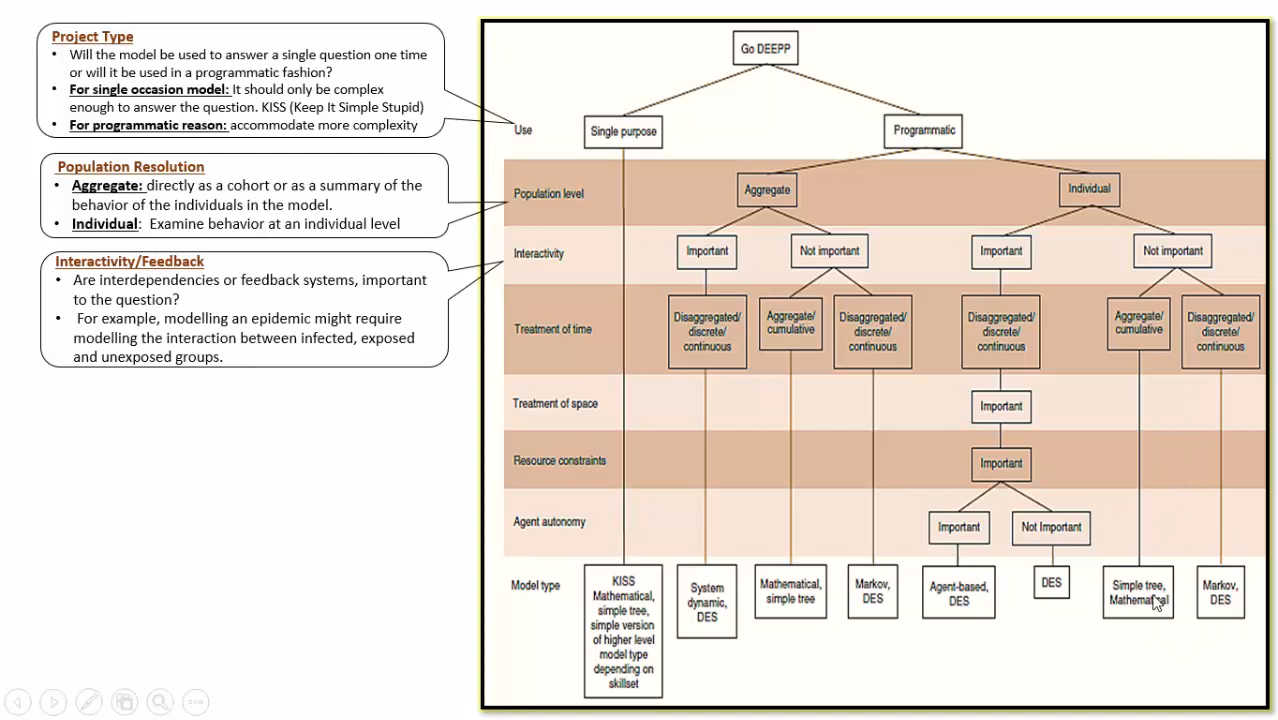 Project Type
• Will the model be used to answer a single question one time
or will it be used in a programmatic fashion?
• For single occasion model: It should only be complex
enough to answer the question. KISS (Keep It Simple Stupid)
• For programmatic reason: accommodate more complexity
Population Resolution
• Aggregate: directly as a cohort or as a summary of the
behavior of the individuals in the model.
• Individual: Examine behavior at an individual level
Interactivity/Feedback
• Are interdependencies or feedback systems, important
to the question?
• For example, modelling an epidemic might require
modelling the interaction between infected, exposed
and unexposed groups.
Go DEEPP
Use
Single purpose
Programmatic
Population level
Aggregate
Individual
Interactivity
Important
Not important
Important
Not important
Treatment of time
Disaggregated/
discrete/
continuous
Aggregate/
cumulative
Disaggregated/
discrete/
continuous
Disaggregated/
discrete/
continuous
Aggregate/
cumulative
Disaggregated/
discrete/
continuous
Treatment of space
Important
Resource constraints
Important
Agent autonomy
Important
Not Important
Model type
KISS
Mathematical,
simple tree,
simple version
of higher level
model type
depending on
skillset
System
dynamic,
DES
Mathematical,
simple tree
Markov,
DES
Agent-based,
DES
DES
Simple tree,
Mathematical
Markov,
DES